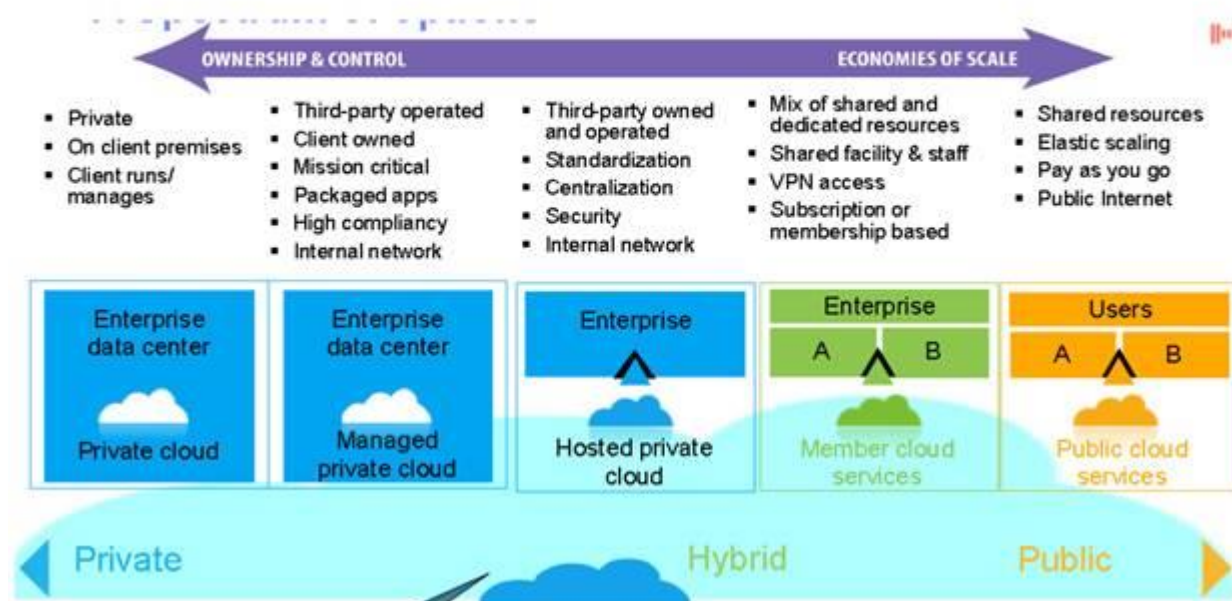 OWNERSHIP & CONTROL
ECONOMIES OF SCALE
▪ Private
▪ On client premises
▪ Client runs/
manages
▪ Third-party operated
▪ Client owned
▪ Mission critical
▪ Packaged apps
▪ High compliancy
▪ Internal network
▪ Third-party owned
and operated
▪ Standardization
▪ Centralization
▪ Security
▪ Internal network
▪ Mix of shared and
dedicated resources
▪ Shared facility & staff
▪ VPN access
▪ Subscription or
membership based
▪ Shared resources
▪ Elastic scaling
▪ Pay as you go
▪ Public Internet
Enterprise
data center
Private cloud
Enterprise
data center
Managed
private cloud
Enterprise
Hosted private
cloud
Enterprise
A B
Member cloud
services
Users
A B
Public cloud
services
Private
Hybrid
Public